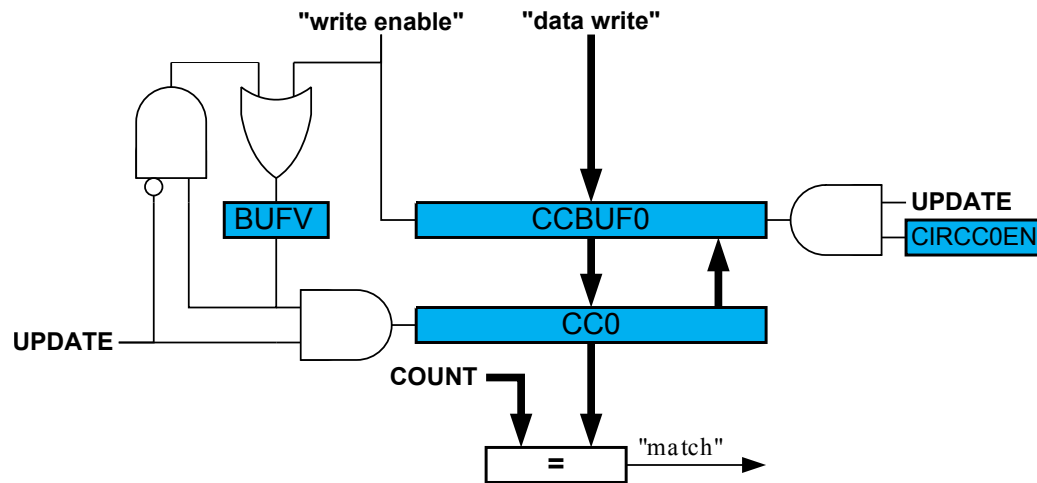 "write enable"
"data write"
BUFV
CCBUF0
UPDATE
CIRCC0EN
UPDATE
CC0
COUNT
=
"match"